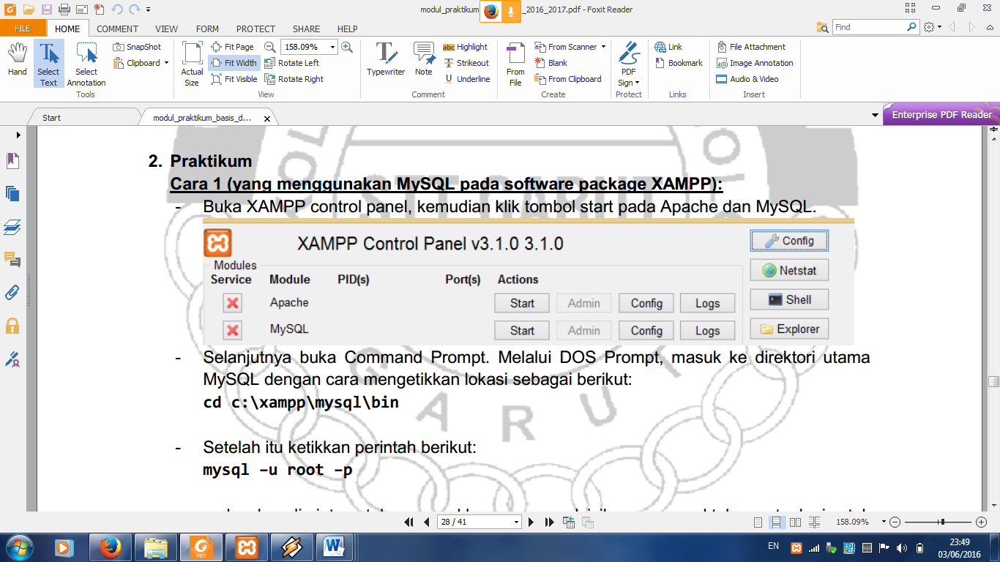 modul_praktikum _2016_2017.pdf - Foxit Reader
FILE HOME COMMENT VIEW FORM PROTECT SHARE HELP
Find
Hand
Select Text
Select Annotation
SnapShot
Clipboard
Tools
Actual Size
Fit Page
Fit Width
Fit Visible
158.09%
Rotate Left
Rotate Right
View
Typewriter
Note
abc Highlight
Strikeout
U Underline
Comment
From File
From Scanner
Blank
From Clipboard
Create
PDF Sign
Protect
Link
Bookmark
Links
File Attachment
Image Annotation
Audio & Video
Insert
Start
modul_praktikum_basis_d...
Enterprise PDF Reader
2. Praktikum
Cara 1 (yang menggunakan MySQL pada software package XAMPP):
- Buka XAMPP control panel, kemudian klik tombol start pada Apache dan MySQL.
XAMPP Control Panel v3.1.0 3.1.0
Config
Modules
Netstat
Service Module PID(s) Port(s) Actions
Shell
Apache Start Admin Config Logs
MySQL Start Admin Config Logs
Explorer
- Selanjutnya buka Command Prompt. Melalui DOS Prompt, masuk ke direktori utama
MySQL dengan cara mengetikkan lokasi sebagai berikut:
cd c:\xampp\mysql\bin
- Setelah itu ketikkan perintah berikut:
mysql –u root –p
28 / 41
158.09%
PDF
EN
23:49
03/06/2016